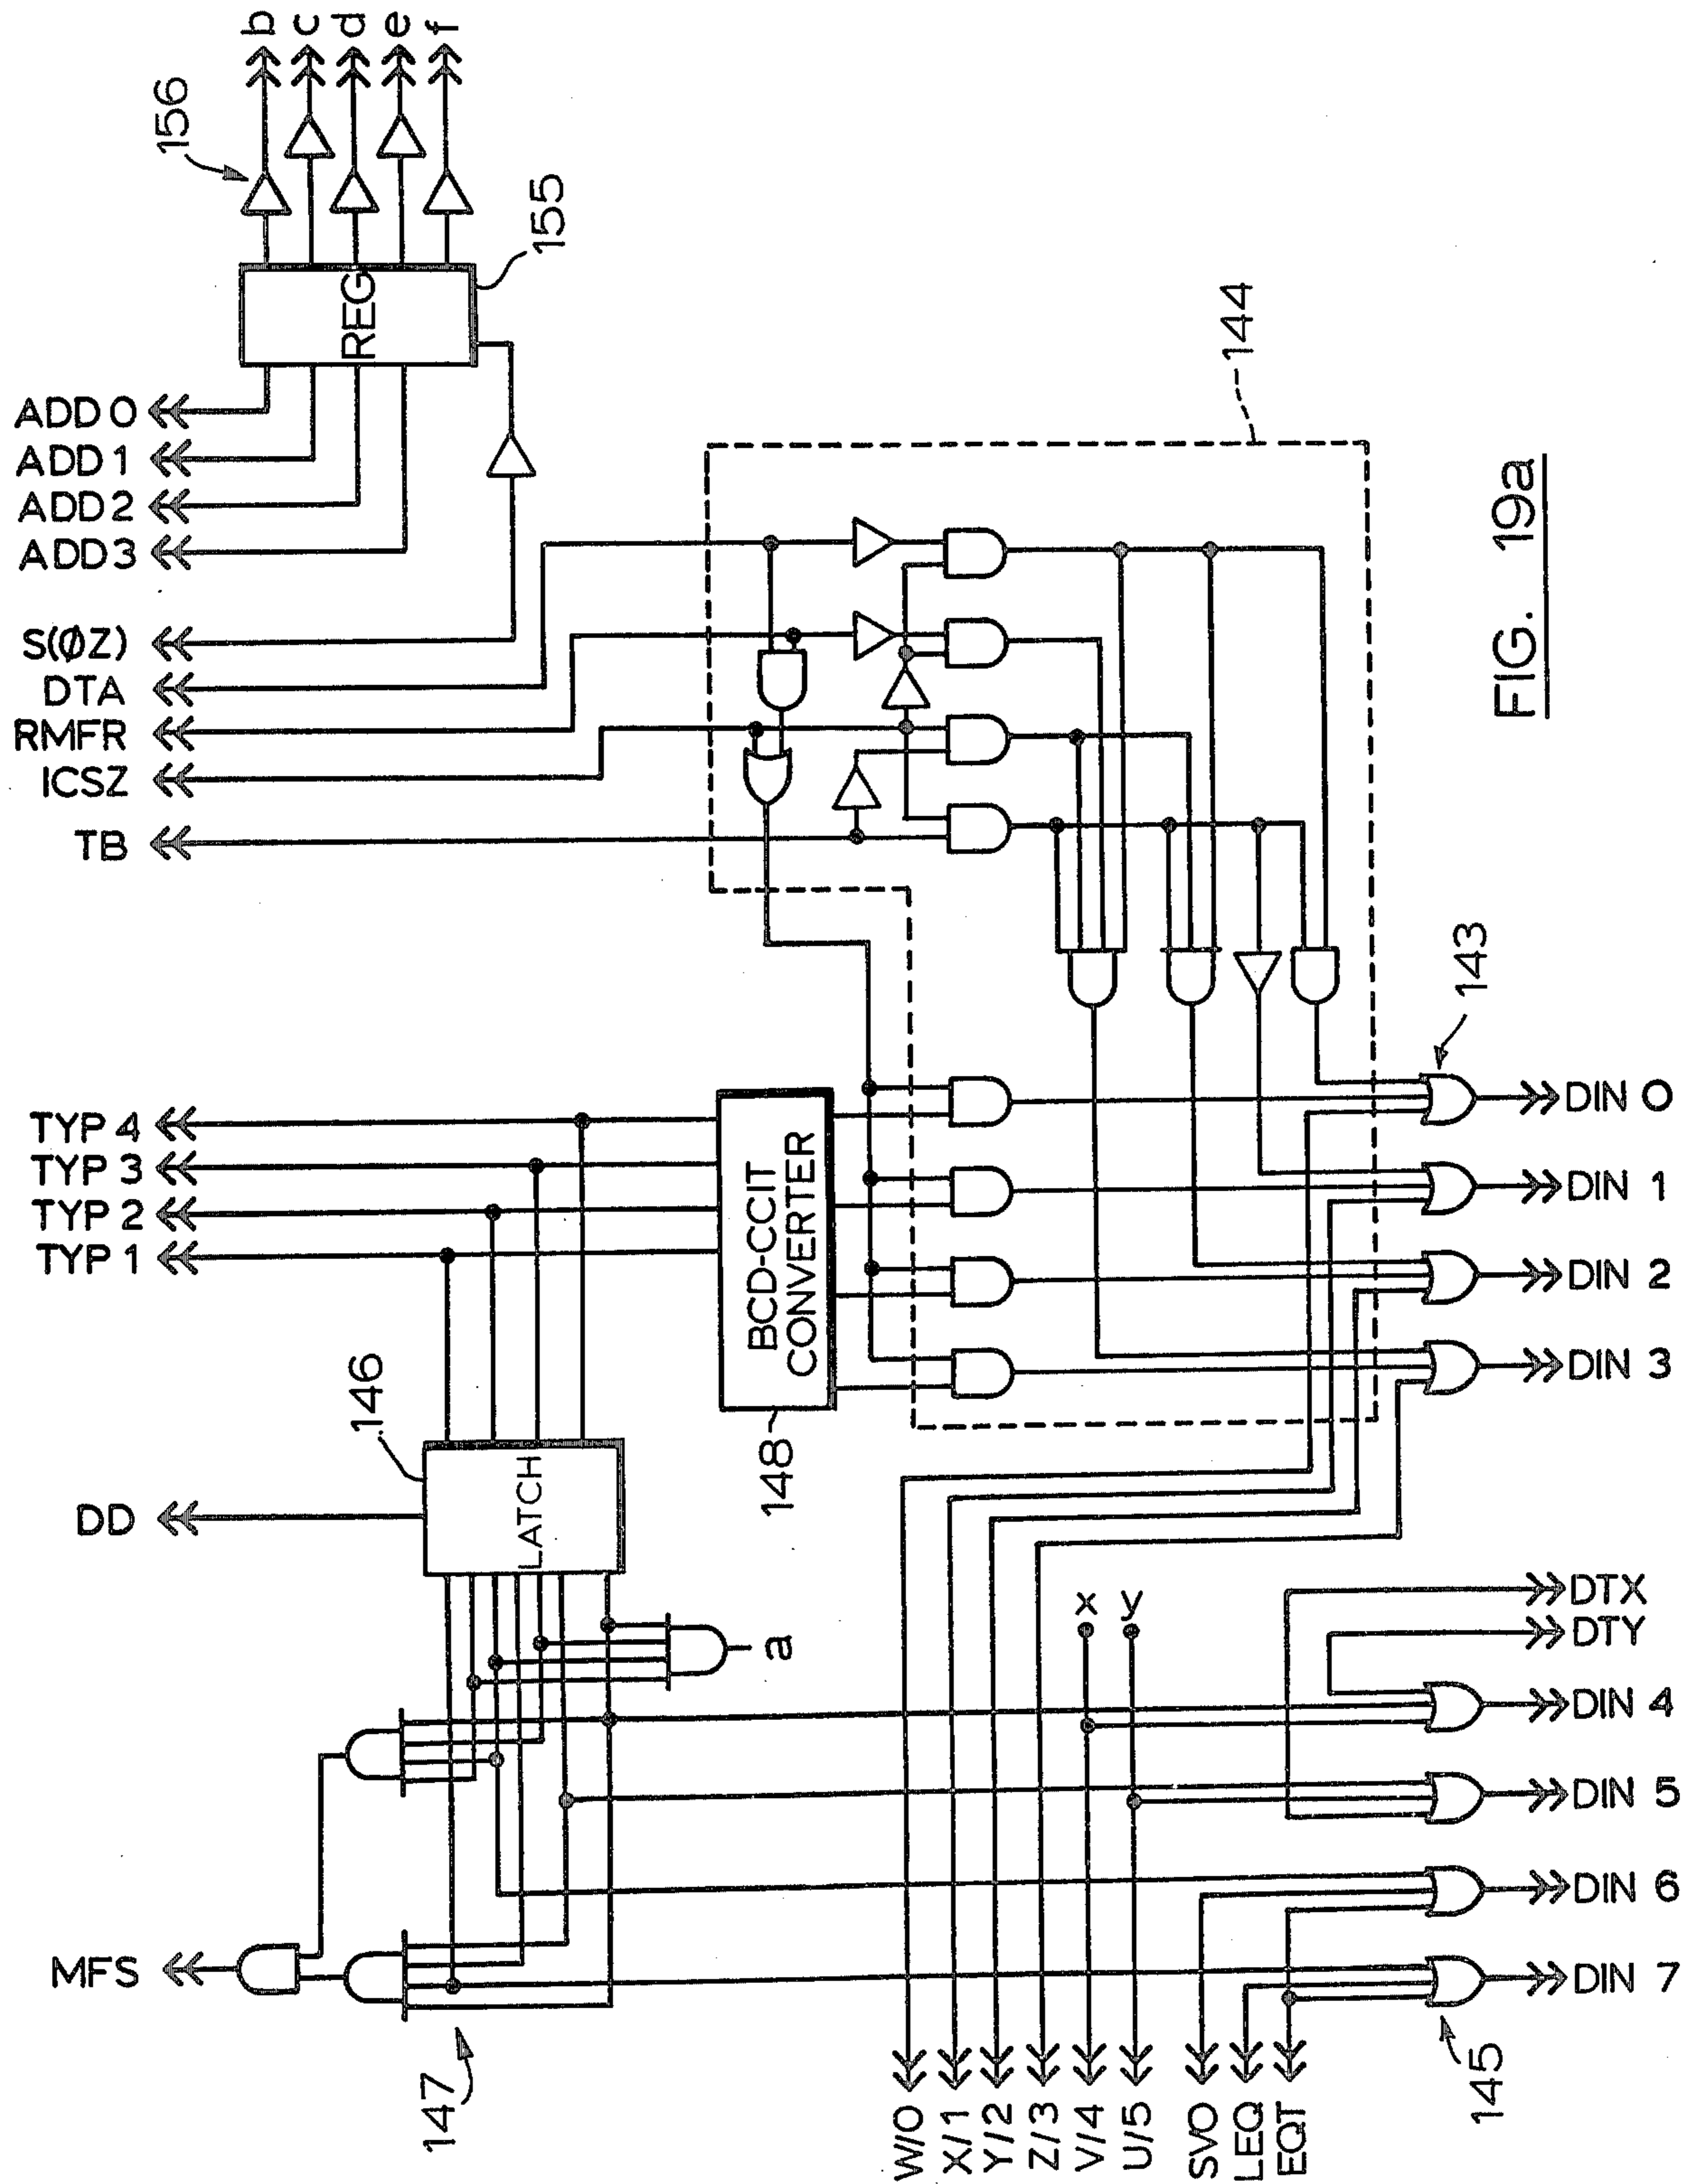 b
c
d
e
f
156
155
REG
ADD 0
ADD 1
ADD 2
ADD 3
S(ØZ)
DTA
RMFR
ICSZ
TB
144
FIG. 19a
143
TYP 4
TYP 3
TYP 2
TYP 1
BCD-CCIT
CONVERTER
148
DIN 0
DIN 1
DIN 2
DIN 3
146
DD
LATCH
a
x
y
DTX
DTY
DIN 4
DIN 5
DIN 6
DIN 7
MFS
147
145
W/0
X/1
Y/2
Z/3
V/4
U/5
SVO
LEQ
EQT